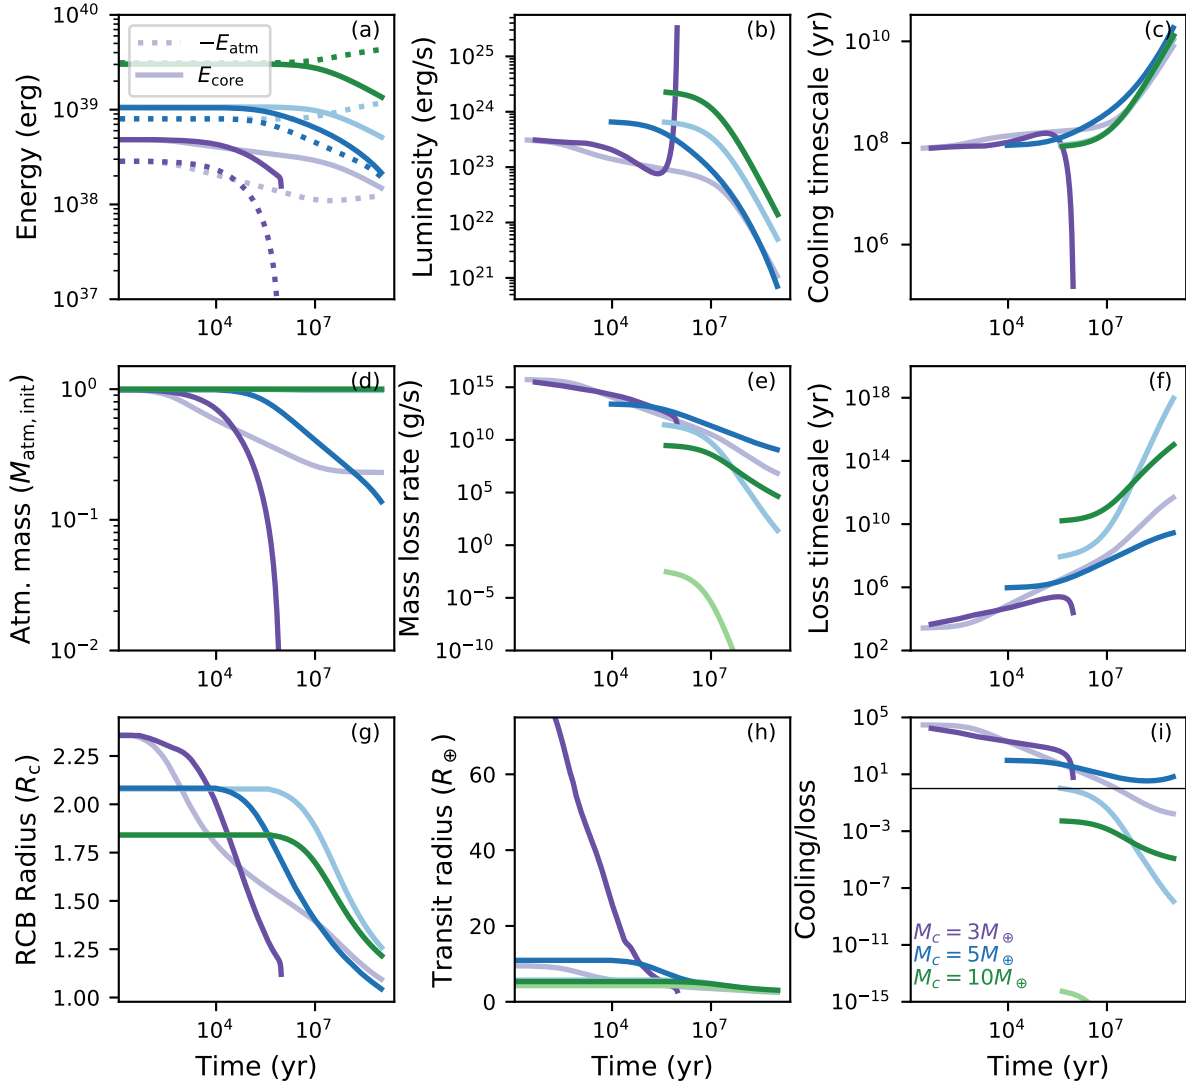 (a)
−E_atm
E_core
Energy (erg)
10^40
10^39
10^38
10^37
10^4
10^7
(b)
Luminosity (erg/s)
10^25
10^24
10^23
10^22
10^21
10^4
10^7
(c)
Cooling timescale (yr)
10^10
10^8
10^6
10^4
10^7
(d)
Atm. mass (M_atm, init)
10^0
10^−1
10^−2
10^4
10^7
(e)
Mass loss rate (g/s)
10^15
10^10
10^5
10^0
10^−5
10^−10
10^4
10^7
(f)
Loss timescale (yr)
10^18
10^14
10^10
10^6
10^2
10^4
10^7
(g)
RCB Radius (R_c)
2.25
2.00
1.75
1.50
1.25
1.00
10^4
10^7
Time (yr)
(h)
Transit radius (R_⊕)
60
40
20
0
10^4
10^7
Time (yr)
(i)
Cooling/loss
10^5
10^1
10^−3
10^−7
10^−11
10^−15
M_c = 3M_⊕
M_c = 5M_⊕
M_c = 10M_⊕
10^4
10^7
Time (yr)